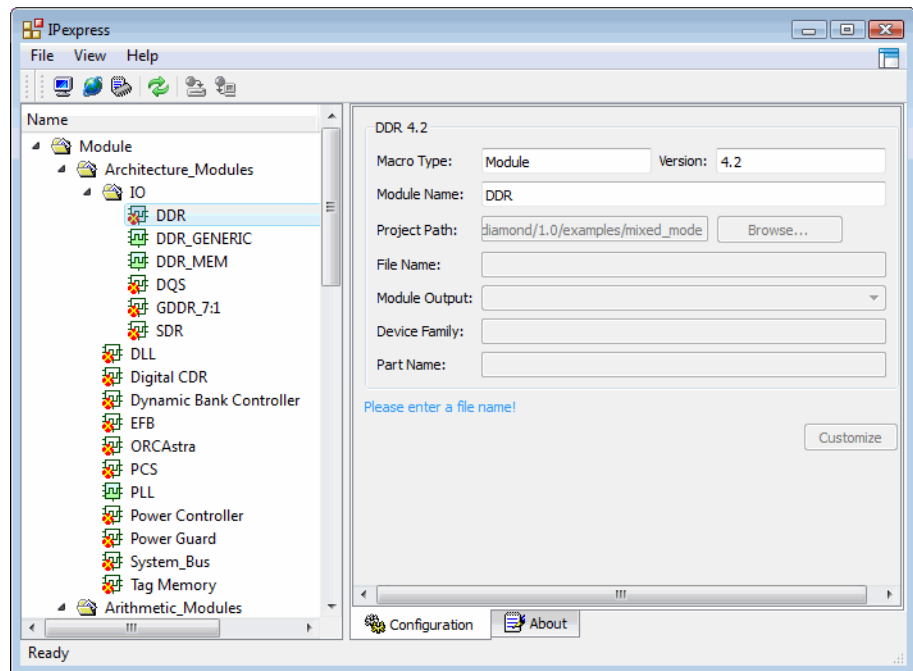 IPexpress
File View Help
Name
Module
Architecture_Modules
IO
DDR
DDR_GENERIC
DDR_MEM
DQS
GDDR_7:1
SDR
DLL
Digital CDR
Dynamic Bank Controller
EFB
ORCAstra
PCS
PLL
Power Controller
Power Guard
System_Bus
Tag Memory
Arithmetic_Modules
DDR 4.2
Macro Type: Module Version: 4.2
Module Name: DDR
Project Path: diamond/1.0/examples/mixed_mode Browse...
File Name:
Module Output:
Device Family:
Part Name:
Please enter a file name!
Customize
Configuration About
Ready